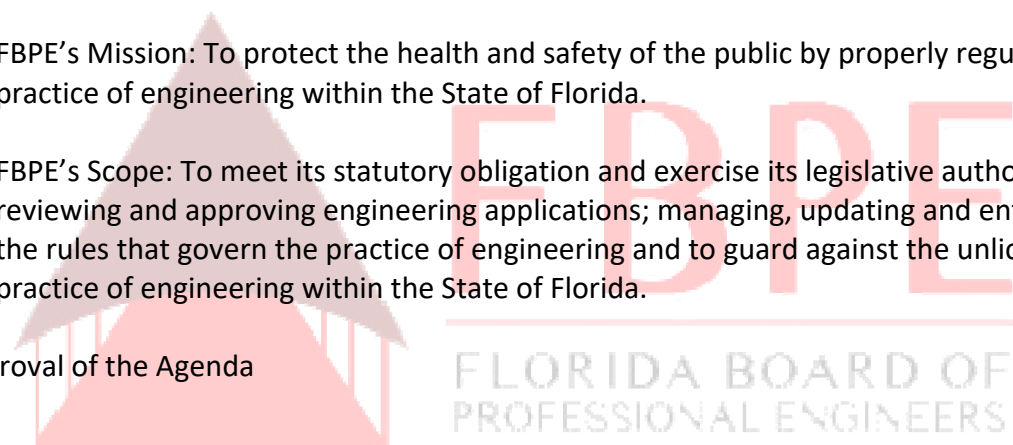 FBPE’s Mission: To protect the health and safety of the public by properly regu
practice of engineering within the State of Florida.
FBPE’s Scope: To meet its statutory obligation and exercise its legislative autho
reviewing and approving engineering applications; managing, updating and en
the rules that govern the practice of engineering and to guard against the unlic
practice of engineering within the State of Florida.
roval of the Agenda
FBPE
FLORIDA BOARD OF
PROFESSIONAL ENGINEERS